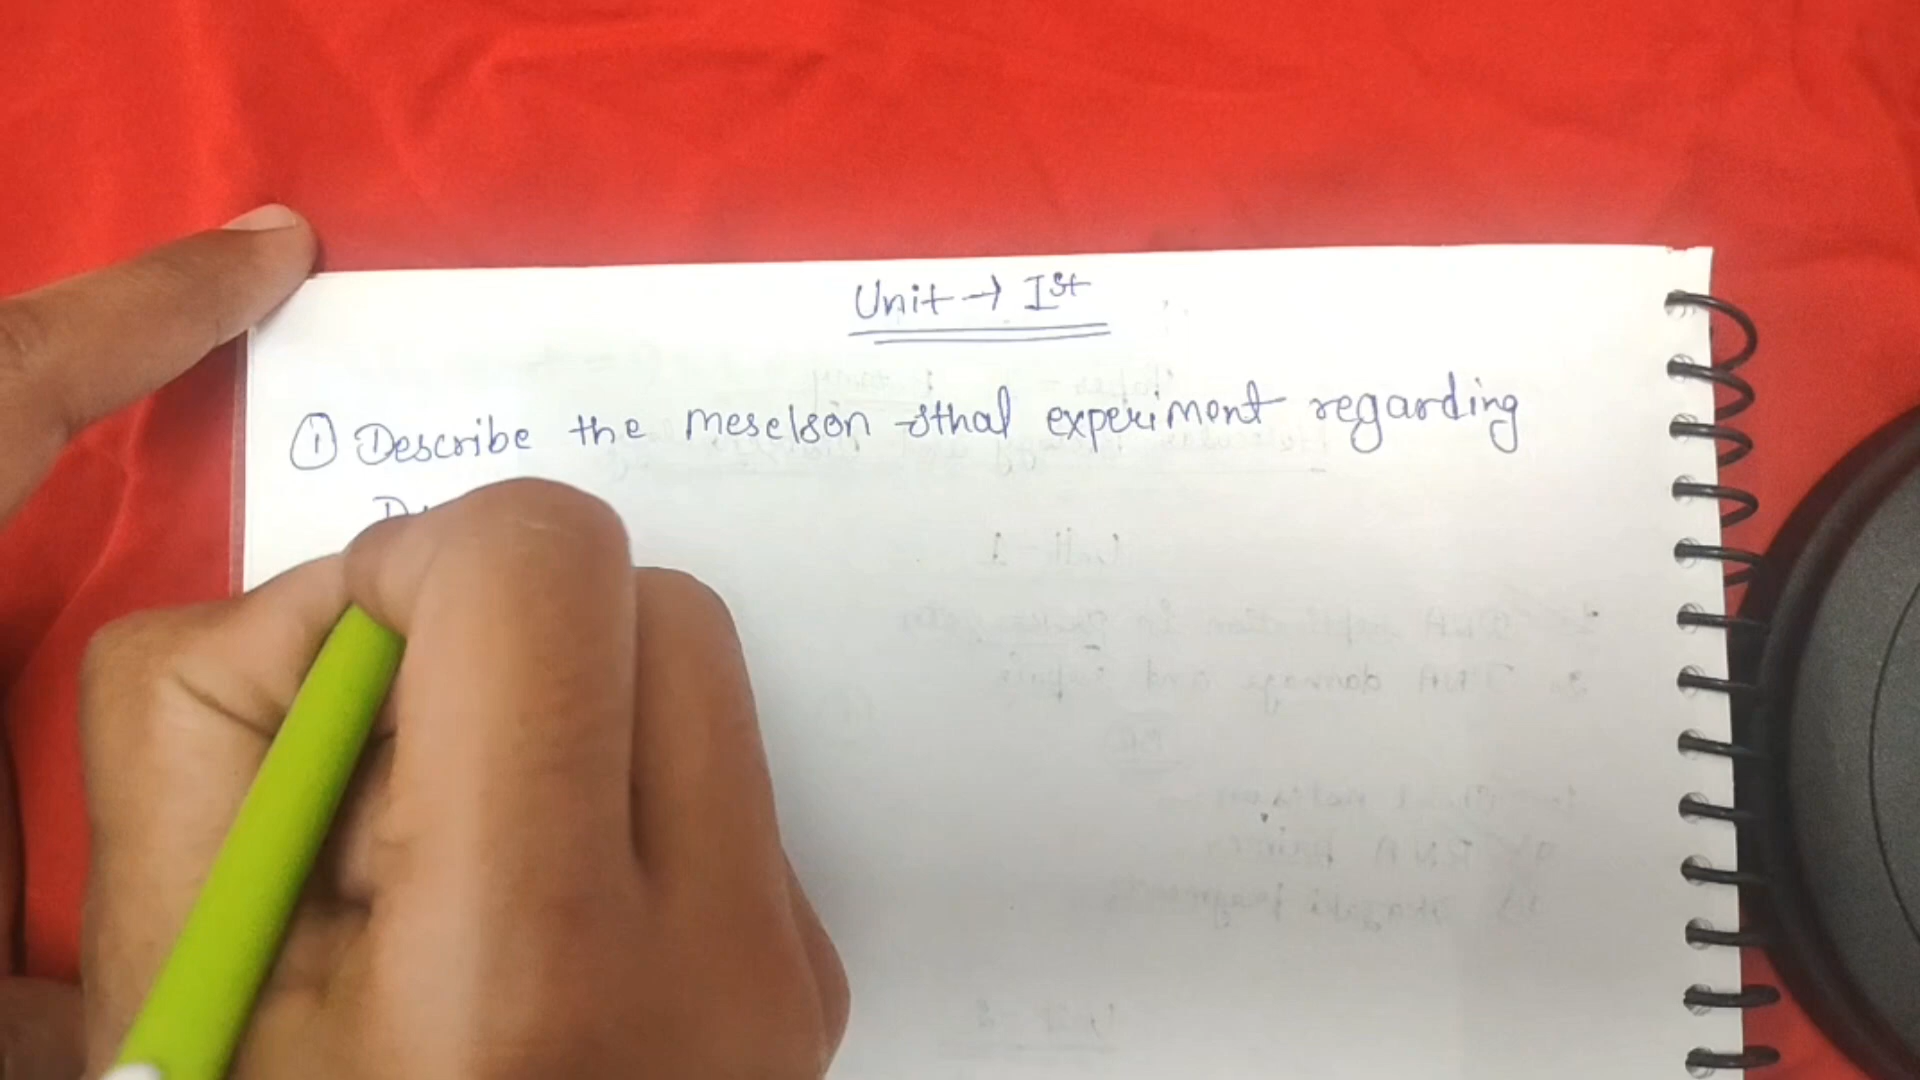 Unit → Ist
① Describe the meselson sthal experiment regarding